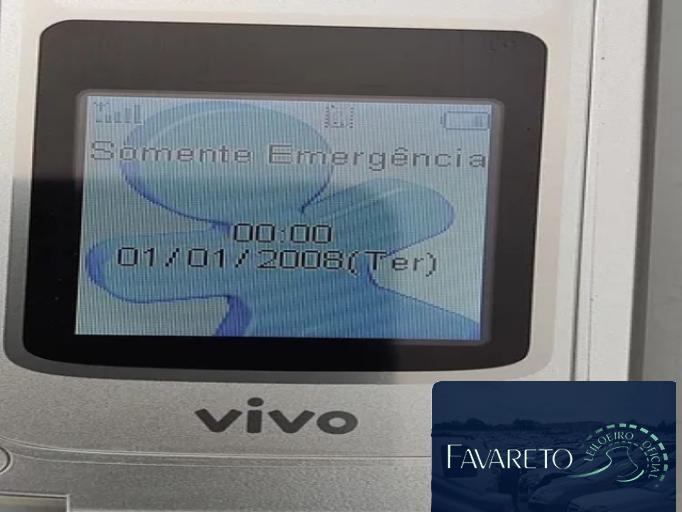 Somente Emergência
00:00
01/01/2008(Ter)
vivo
FAVARETO
LEILOEIRO OFICIAL